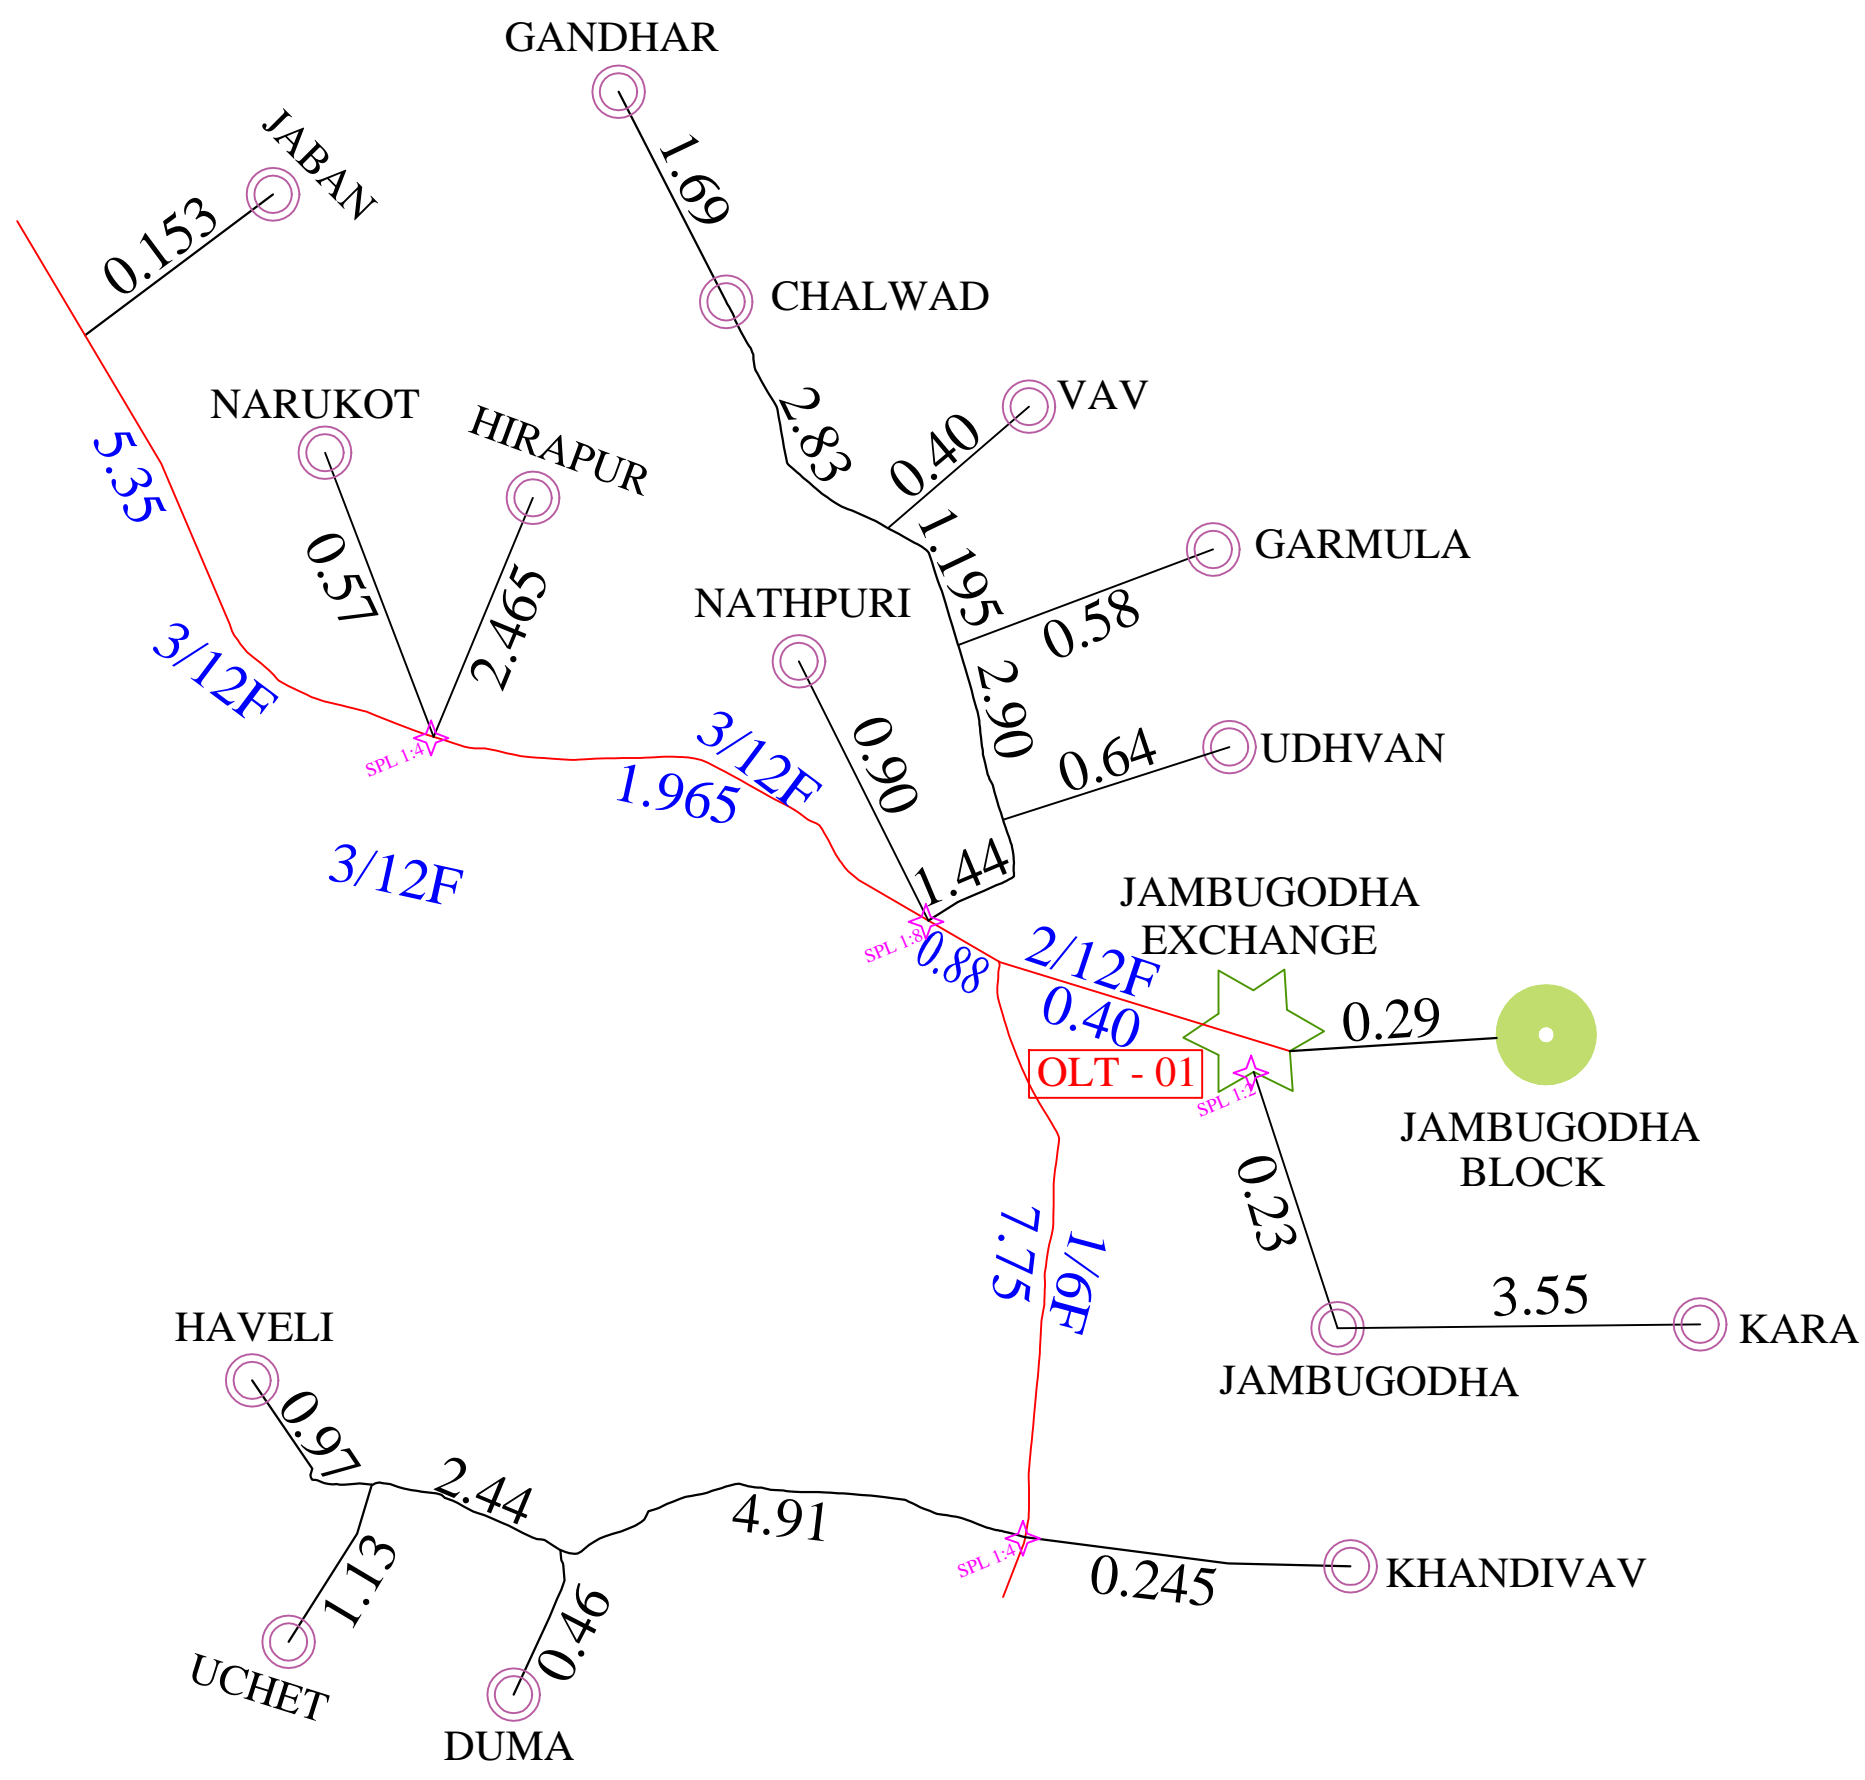 GANDHAR
JABAN
1.69
0.153
CHALWAD
NARUKOT
HIRAPUR
2.83
VAV
0.40
5.35
0.57
2.465
1.195
GARMULA
0.58
NATHPURI
3/12F
2.90
3/12F
0.90
0.64
UDHVAN
SPL 1:4
1.965
3/12F
1.44
JAMBUGODHA
EXCHANGE
SPL 1:8
0.88
2/12F
0.40
0.29
OLT - 01
SPL 1:2
JAMBUGODHA
BLOCK
0.23
7.75
1/6F
3.55
KARA
JAMBUGODHA
HAVELI
0.97
2.44
4.91
SPL 1:4
0.245
KHANDIVAV
1.13
0.46
UCHET
DUMA